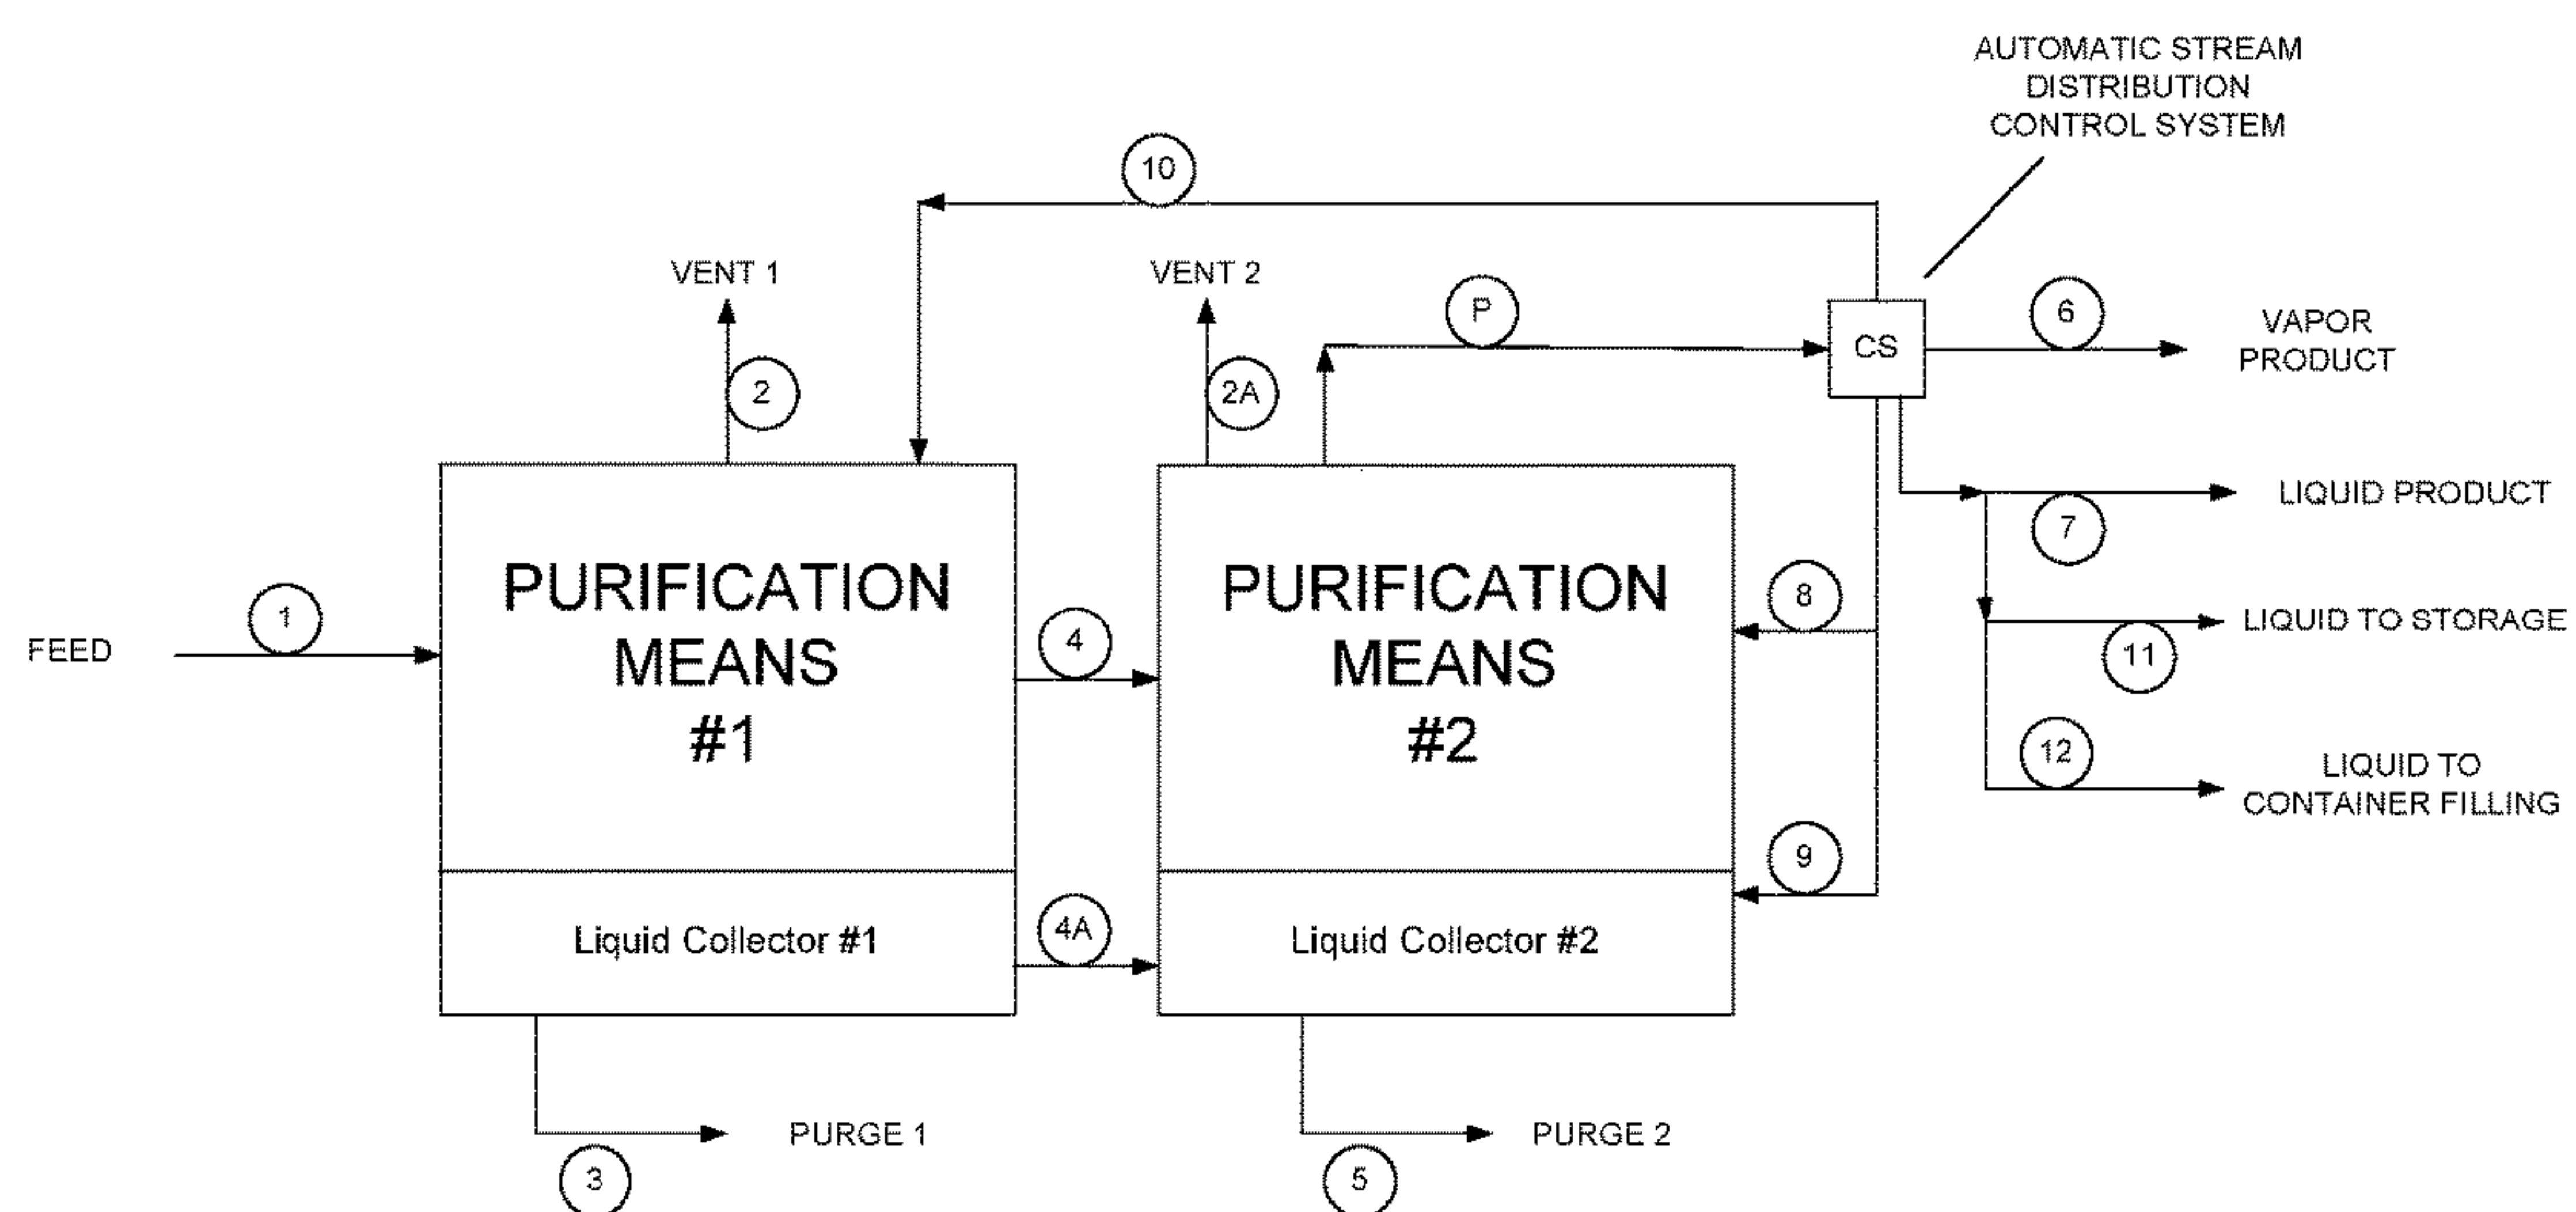 AUTOMATIC STREAM
DISTRIBUTION
CONTROL SYSTEM
10
VENT 1
VENT 2
P
6
VAPOR
PRODUCT
CS
2
2A
LIQUID PRODUCT
7
1
FEED
PURIFICATION
MEANS
#1
4
PURIFICATION
MEANS
#2
8
LIQUID TO STORAGE
11
12
LIQUID TO
CONTAINER FILLING
9
Liquid Collector #1
4A
Liquid Collector #2
PURGE 1
3
PURGE 2
5